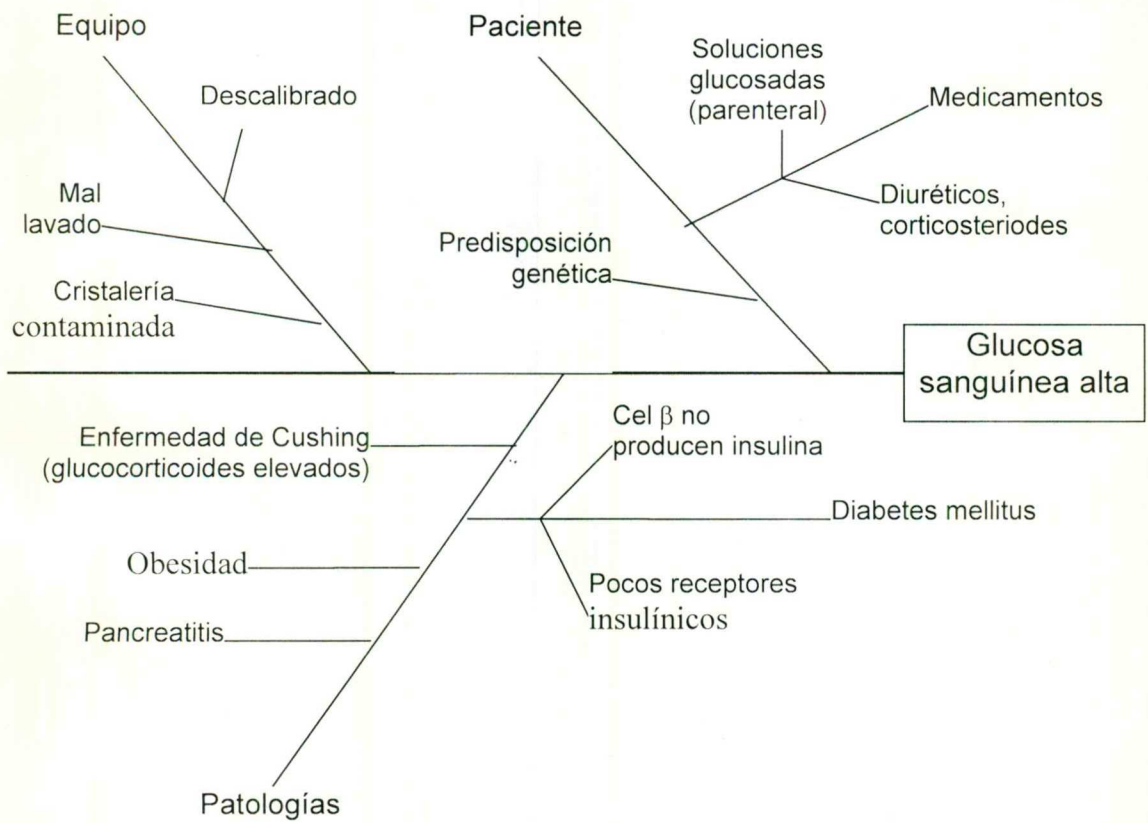 Equipo
Paciente
Soluciones
glucosadas
(parenteral)
Descalibrado
Medicamentos
Mal
lavado
Diuréticos,
corticosteriodes
Predisposición
genética
Cristalería
contaminada
Glucosa
sanguínea alta
Cel β no
producen insulina
Enfermedad de Cushing
(glucocorticoides elevados)
Diabetes mellitus
Obesidad
Pocos receptores
insulínicos
Pancreatitis
Patologías